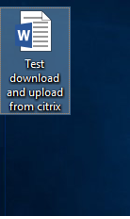 W
Test
download
and upload
from citrix